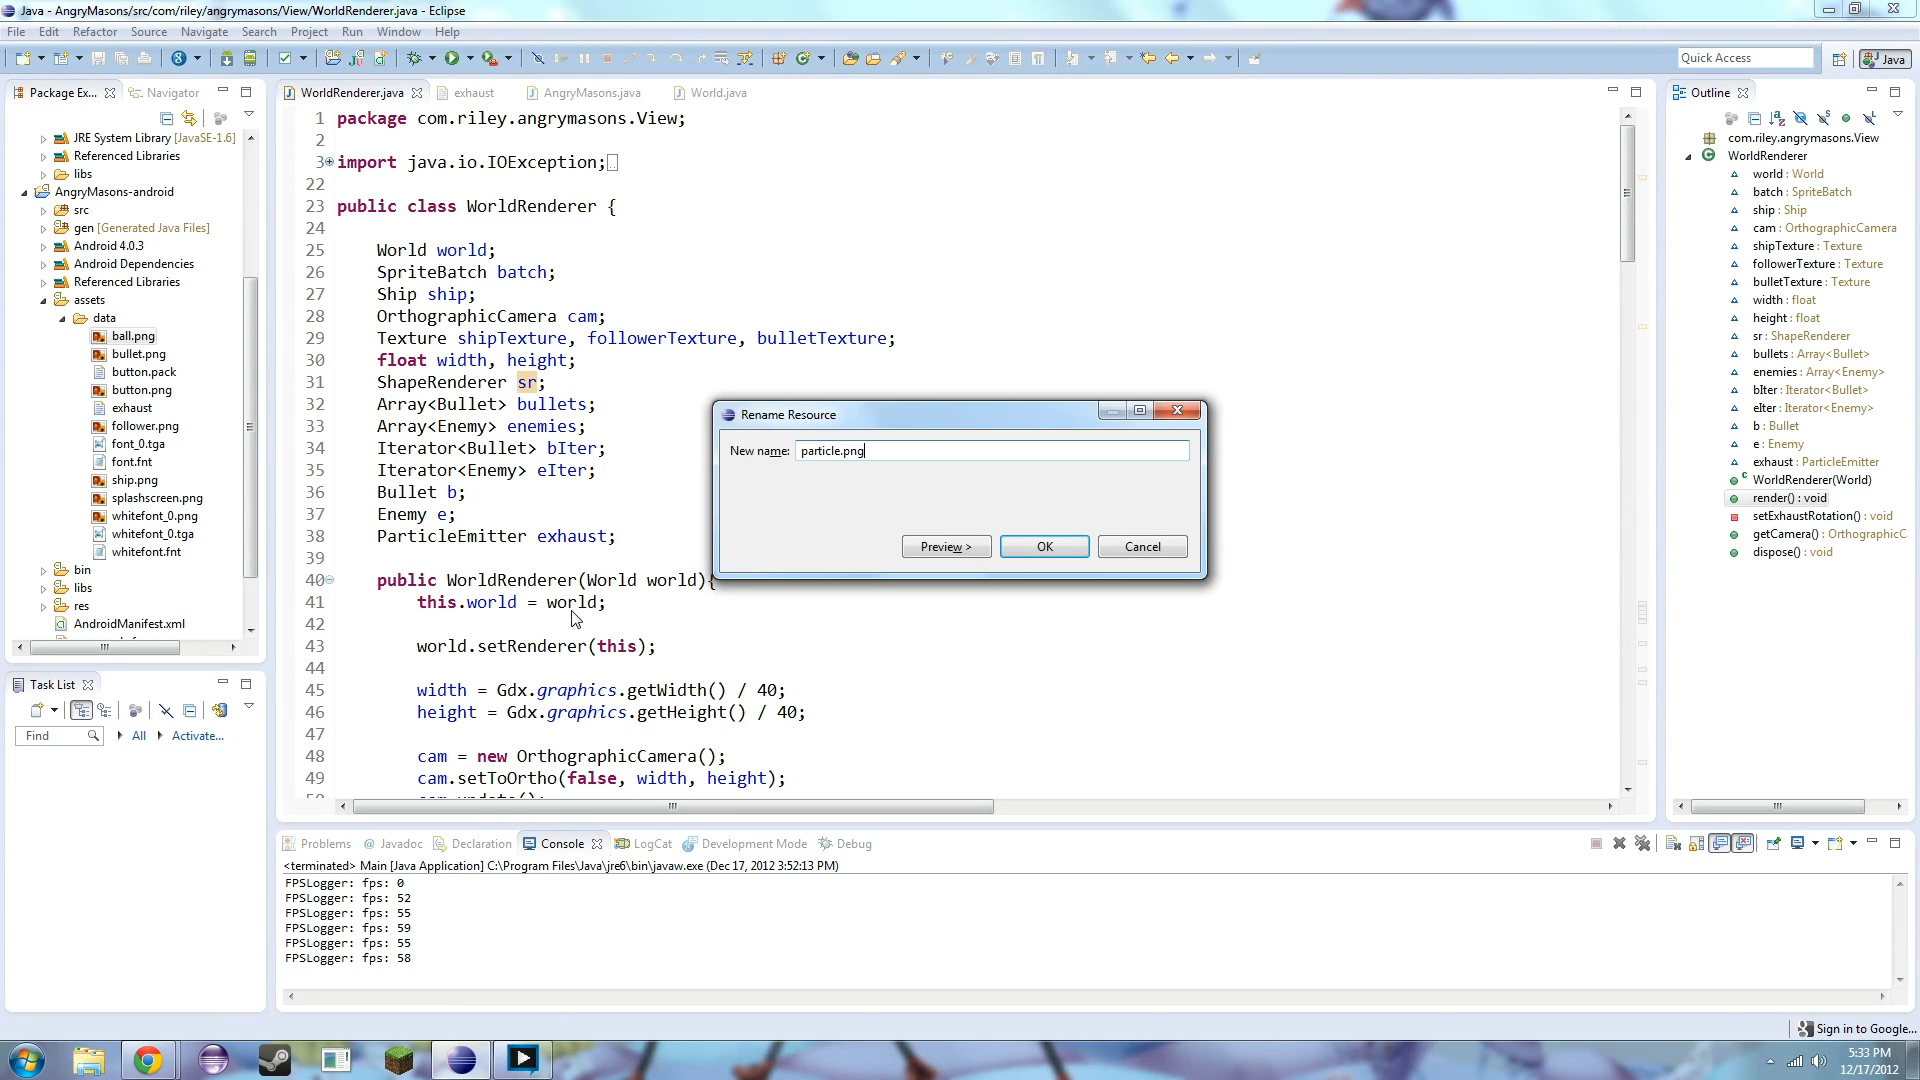 Java - AngryMasons/src/com/riley/angrymasons/View/WorldRenderer.java - Eclipse
File Edit Refactor Source Navigate Search Project Run Window Help
Quick Access
Java
Package Ex...
Navigator
JRE System Library [JavaSE-1.6]
Referenced Libraries
libs
AngryMasons-android
src
gen [Generated Java Files]
Android 4.0.3
Android Dependencies
Referenced Libraries
assets
data
ball.png
bullet.png
button.pack
button.png
exhaust
follower.png
font_0.tga
font.fnt
ship.png
splashscreen.png
whitefont_0.png
whitefont_0.tga
whitefont.fnt
bin
libs
res
AndroidManifest.xml
Task List
Find
All
Activate...
WorldRenderer.java
exhaust
AngryMasons.java
World.java
1 package com.riley.angrymasons.View;
2
3 import java.io.IOException;
22
23 public class WorldRenderer {
24
25 World world;
26 SpriteBatch batch;
27 Ship ship;
28 OrthographicCamera cam;
29 Texture shipTexture, followerTexture, bulletTexture;
30 float width, height;
31 ShapeRenderer sr;
32 Array<Bullet> bullets;
33 Array<Enemy> enemies;
34 Iterator<Bullet> bIter;
35 Iterator<Enemy> eIter;
36 Bullet b;
37 Enemy e;
38 ParticleEmitter exhaust;
39
40 public WorldRenderer(World world){
41 this.world = world;
42
43 world.setRenderer(this);
44
45 width = Gdx.graphics.getWidth() / 40;
46 height = Gdx.graphics.getHeight() / 40;
47
48 cam = new OrthographicCamera();
49 cam.setToOrtho(false, width, height);
Rename Resource
New name: particle.png
Preview >
OK
Cancel
Outline
com.riley.angrymasons.View
WorldRenderer
world : World
batch : SpriteBatch
ship : Ship
cam : OrthographicCamera
shipTexture : Texture
followerTexture : Texture
bulletTexture : Texture
width : float
height : float
sr : ShapeRenderer
bullets : Array<Bullet>
enemies : Array<Enemy>
bIter : Iterator<Bullet>
eIter : Iterator<Enemy>
b : Bullet
e : Enemy
exhaust : ParticleEmitter
WorldRenderer(World)
render() : void
setExhaustRotation() : void
getCamera() : OrthographicC
dispose() : void
Problems
Javadoc
Declaration
Console
LogCat
Development Mode
Debug
<terminated> Main [Java Application] C:\Program Files\Java\jre6\bin\javaw.exe (Dec 17, 2012 3:52:13 PM)
FPSLogger: fps: 0
FPSLogger: fps: 52
FPSLogger: fps: 55
FPSLogger: fps: 59
FPSLogger: fps: 55
FPSLogger: fps: 58
Sign in to Google...
5:33 PM
12/17/2012